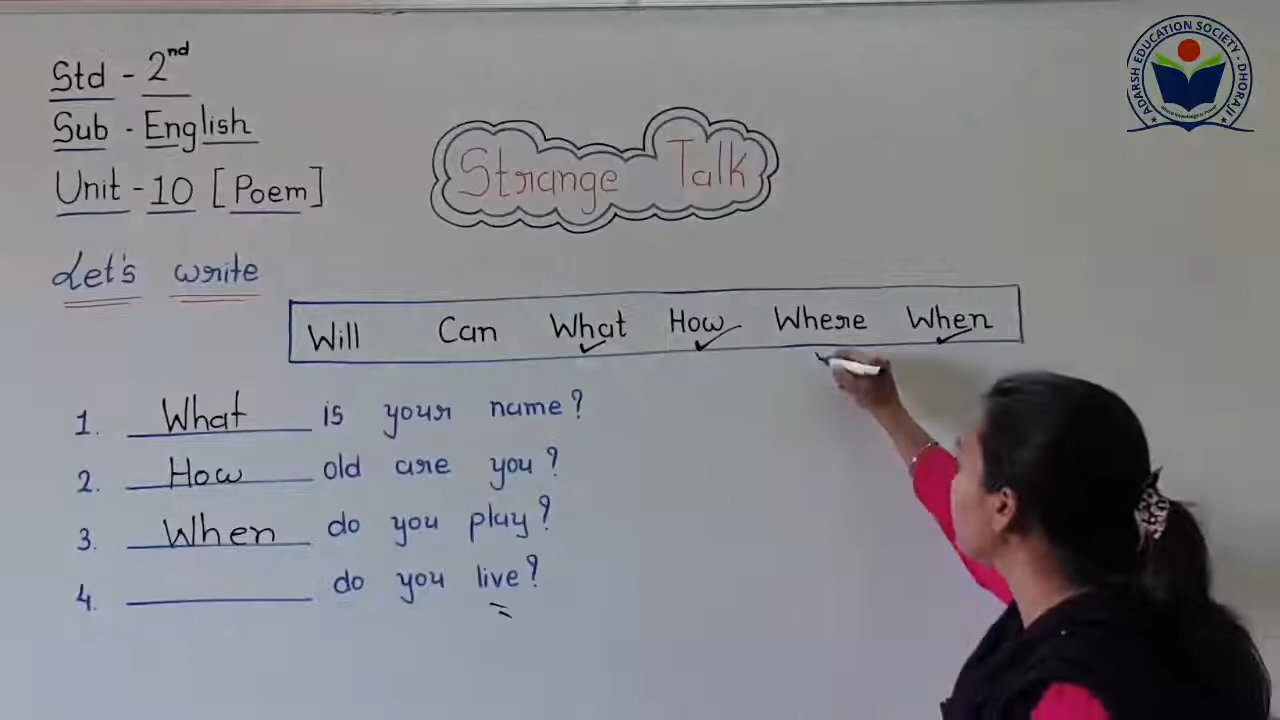 Std - 2nd
Sub - English
Unit - 10 [Poem]
Strange Talk
Let's write
Will Can What How Where When
1. What is your name?
2. How old are you?
3. When do you play?
4. ____ do you live?
ADARSH EDUCATION SOCIETY - DHORAJI